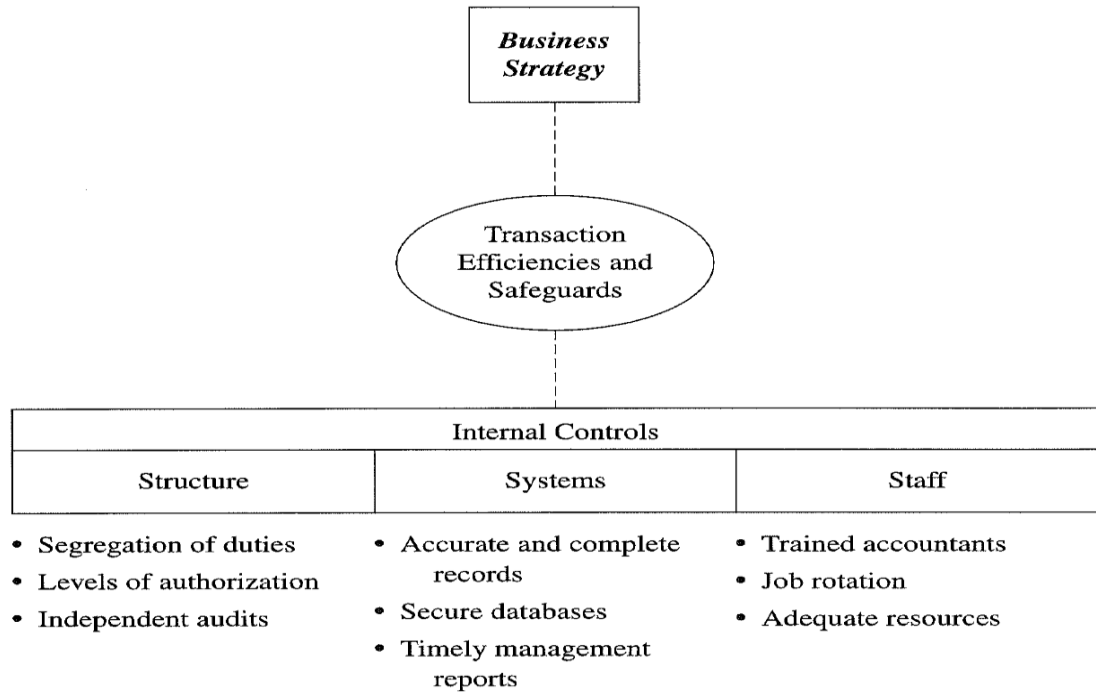 Business
Strategy
Transaction
Efficiencies and
Safeguards
Internal Controls
Structure
Systems
Staff
• Segregation of duties
• Levels of authorization
• Independent audits
• Accurate and complete
records
• Secure databases
• Timely management
reports
• Trained accountants
• Job rotation
• Adequate resources